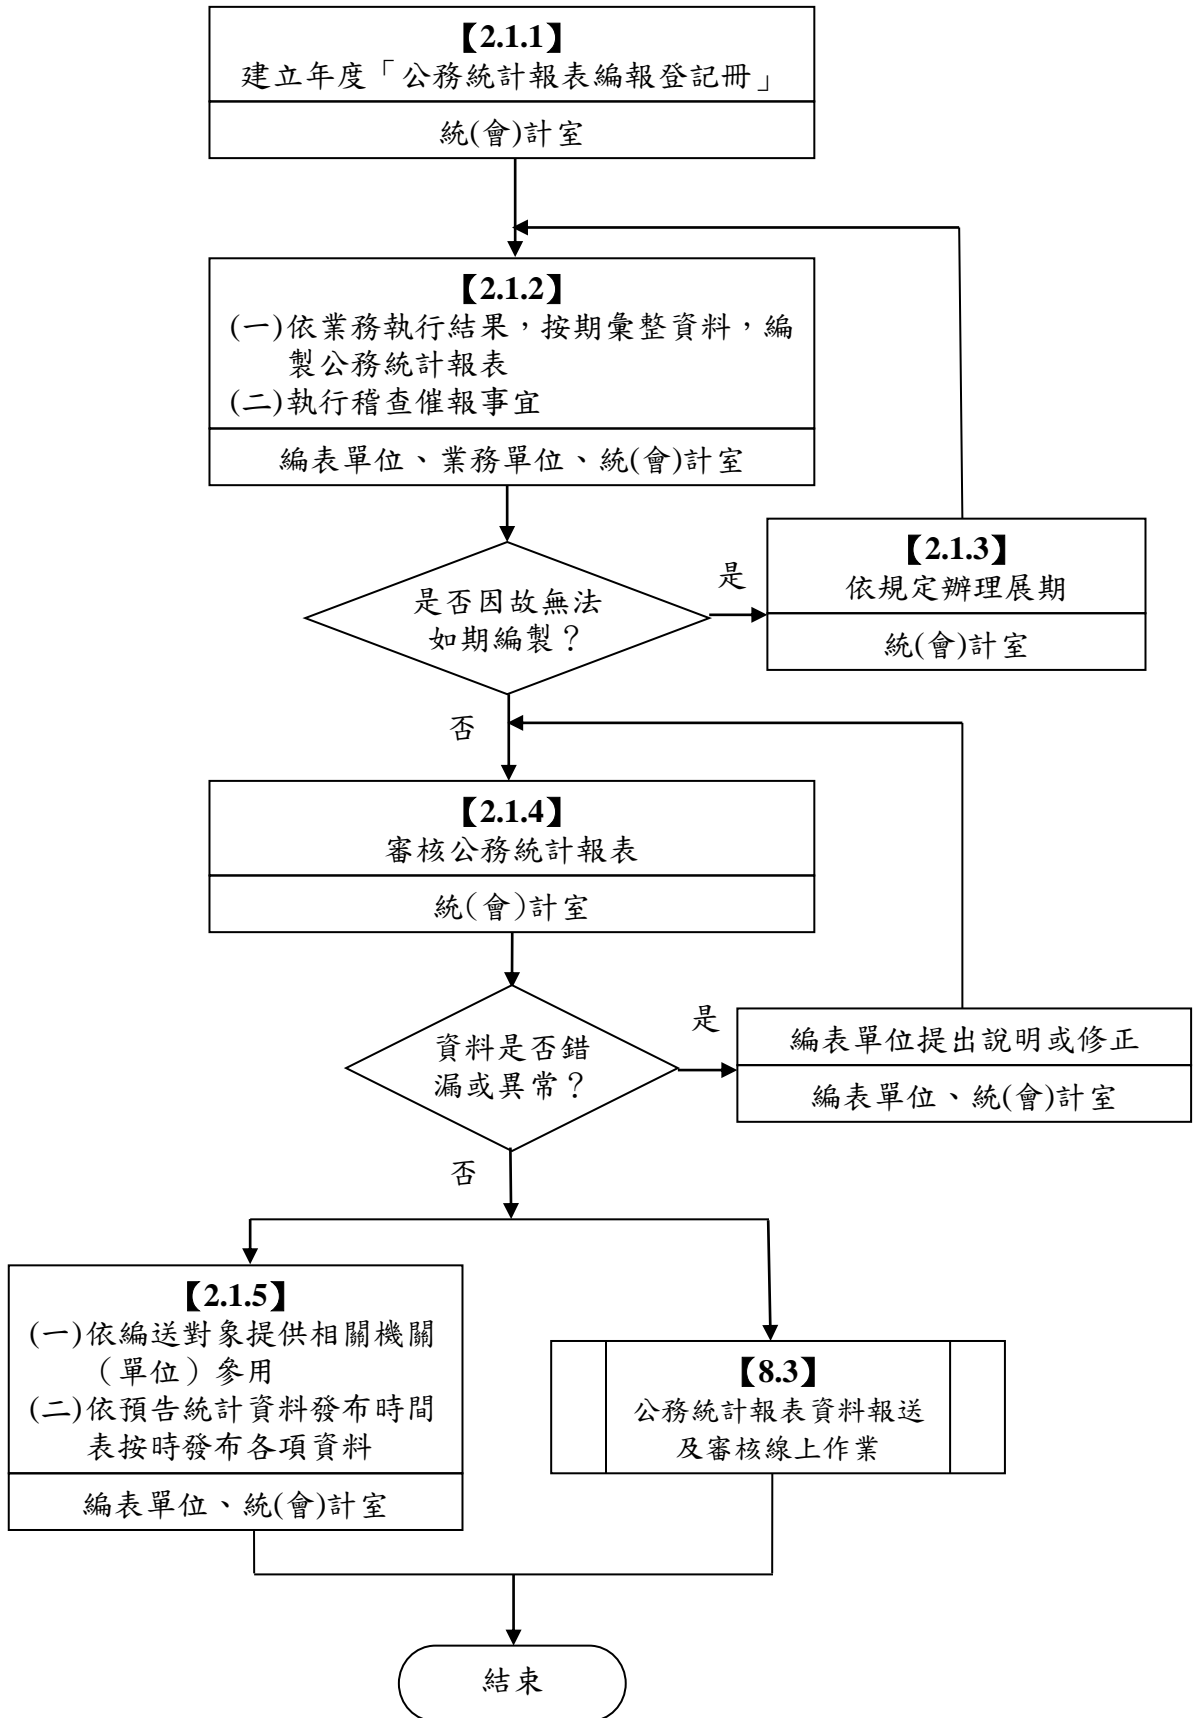 【2.1.1】
建立年度「公務統計報表編報登記冊」
統(會)計室
【2.1.2】
(一)依業務執行結果，按期彙整資料，編
製公務統計報表
(二)執行稽查催報事宜
編表單位、業務單位、統(會)計室
是否因故無法
如期編製？
是
【2.1.3】
依規定辦理展期
統(會)計室
否
【2.1.4】
審核公務統計報表
統(會)計室
資料是否錯
漏或異常？
是
編表單位提出說明或修正
編表單位、統(會)計室
否
【2.1.5】
(一)依編送對象提供相關機關
（單位）參用
(二)依預告統計資料發布時間
表按時發布各項資料
編表單位、統(會)計室
【8.3】
公務統計報表資料報送
及審核線上作業
結束